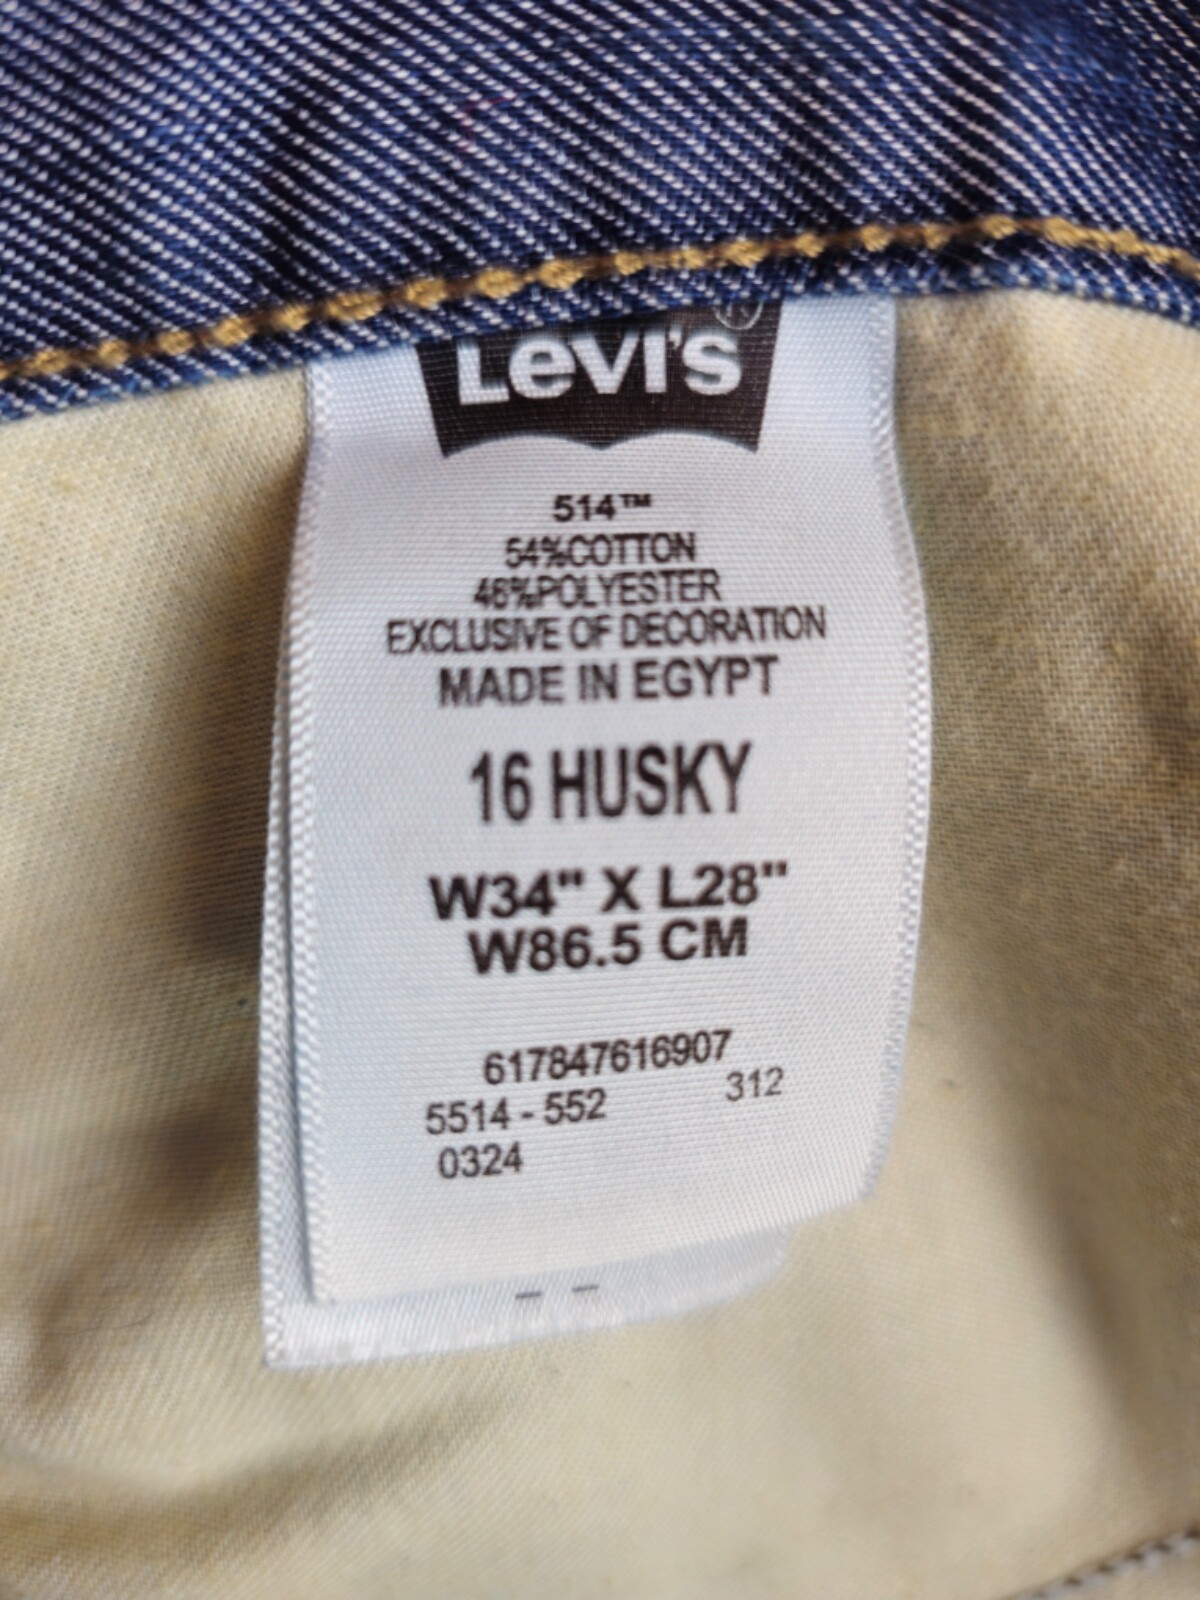 Levi's®
514™
54%COTTON
46%POLYESTER
EXCLUSIVE OF DECORATION
MADE IN EGYPT
16 HUSKY
W34" X L28"
W86.5 CM
617847616907
5514 - 552 312
0324